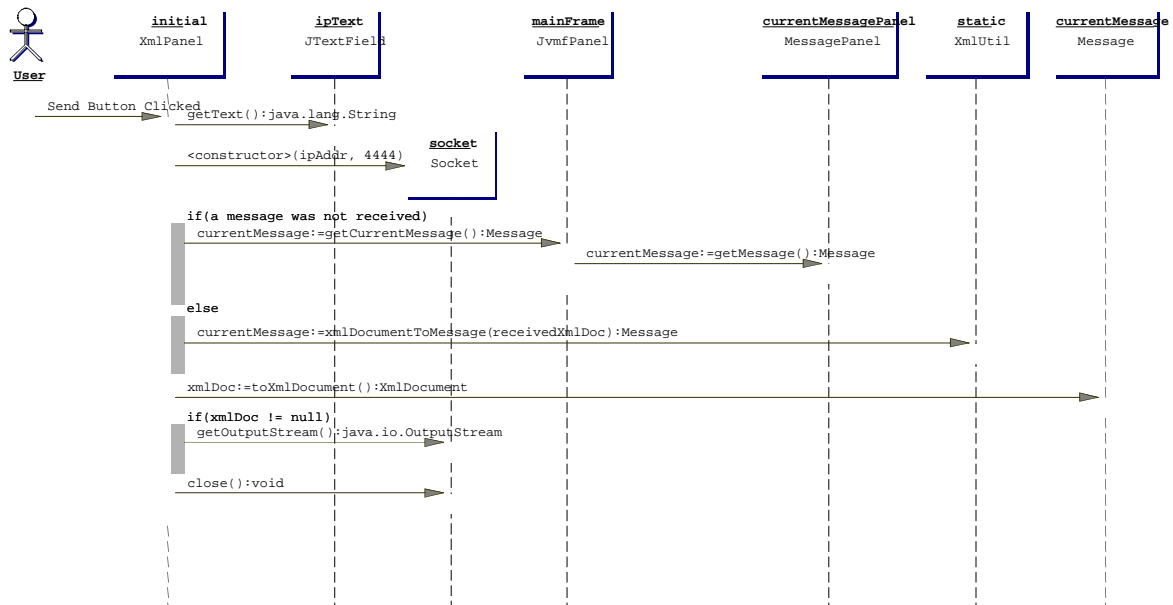 initial
XmlPanel
ipText
JTextField
mainFrame
JvmfPanel
currentMessagePanel
MessagePanel
static
XmlUtil
currentMessage
Message
User
Send Button Clicked
getText():java.lang.String
<constructor>(ipAddr, 4444)
socket
Socket
if(a message was not received)
currentMessage:=getCurrentMessage():Message
currentMessage:=getMessage():Message
else
currentMessage:=xmlDocumentToMessage(receivedXmlDoc):Message
xmlDoc:=toXmlDocument():XmlDocument
if(xmlDoc != null)
getOutputStream():java.io.OutputStream
close():void